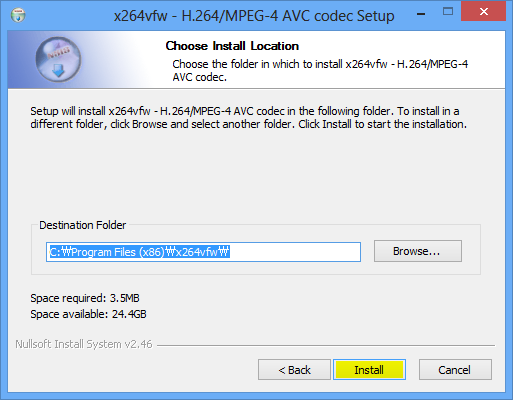 x264vfw - H.264/MPEG-4 AVC codec Setup
Choose Install Location
Choose the folder in which to install x264vfw - H.264/MPEG-4
AVC codec.
Setup will install x264vfw - H.264/MPEG-4 AVC codec in the following folder. To install in a
different folder, click Browse and select another folder. Click Install to start the installation.
Destination Folder
C:₩Program Files (x86)₩x264vfw₩
Browse...
Space required: 3.5MB
Space available: 24.4GB
Nullsoft Install System v2.46
< Back
Install
Cancel